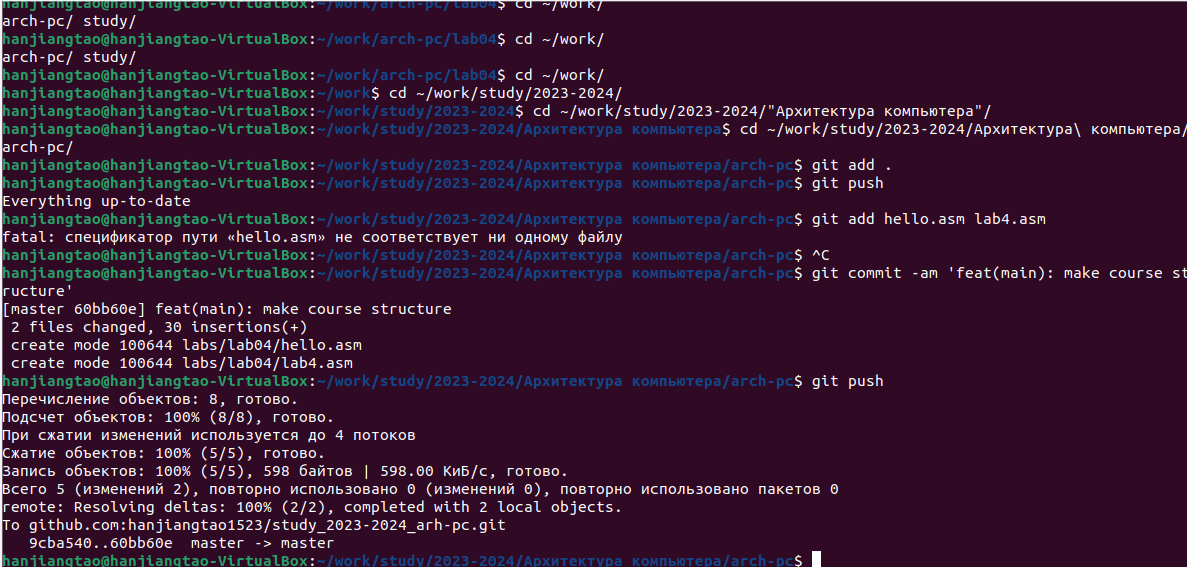 hanjiangtao@hanjiangtao-VirtualBox:~/work/arch-pc/lab04$ cd ~/work/
arch-pc/ study/
hanjiangtao@hanjiangtao-VirtualBox:~/work/arch-pc/lab04$ cd ~/work/
arch-pc/ study/
hanjiangtao@hanjiangtao-VirtualBox:~/work/arch-pc/lab04$ cd ~/work/
hanjiangtao@hanjiangtao-VirtualBox:~/work$ cd ~/work/study/2023-2024/
hanjiangtao@hanjiangtao-VirtualBox:~/work/study/2023-2024$ cd ~/work/study/2023-2024/"Архитектура компьютера"/
hanjiangtao@hanjiangtao-VirtualBox:~/work/study/2023-2024/Архитектура компьютера$ cd ~/work/study/2023-2024/Архитектура\ компьютера/
arch-pc/
hanjiangtao@hanjiangtao-VirtualBox:~/work/study/2023-2024/Архитектура компьютера/arch-pc$ git add .
hanjiangtao@hanjiangtao-VirtualBox:~/work/study/2023-2024/Архитектура компьютера/arch-pc$ git push
Everything up-to-date
hanjiangtao@hanjiangtao-VirtualBox:~/work/study/2023-2024/Архитектура компьютера/arch-pc$ git add hello.asm lab4.asm
fatal: спецификатор пути «hello.asm» не соответствует ни одному файлу
hanjiangtao@hanjiangtao-VirtualBox:~/work/study/2023-2024/Архитектура компьютера/arch-pc$ ^C
hanjiangtao@hanjiangtao-VirtualBox:~/work/study/2023-2024/Архитектура компьютера/arch-pc$ git commit -am 'feat(main): make course st
ructure'
[master 60bb60e] feat(main): make course structure
 2 files changed, 30 insertions(+)
 create mode 100644 labs/lab04/hello.asm
 create mode 100644 labs/lab04/lab4.asm
hanjiangtao@hanjiangtao-VirtualBox:~/work/study/2023-2024/Архитектура компьютера/arch-pc$ git push
Перечисление объектов: 8, готово.
Подсчет объектов: 100% (8/8), готово.
При сжатии изменений используется до 4 потоков
Сжатие объектов: 100% (5/5), готово.
Запись объектов: 100% (5/5), 598 байтов | 598.00 КиБ/с, готово.
Всего 5 (изменений 2), повторно использовано 0 (изменений 0), повторно использовано пакетов 0
remote: Resolving deltas: 100% (2/2), completed with 2 local objects.
To github.com:hanjiangtao1523/study_2023-2024_arh-pc.git
   9cba540..60bb60e  master -> master
hanjiangtao@hanjiangtao-VirtualBox:~/work/study/2023-2024/Архитектура компьютера/arch-pc$